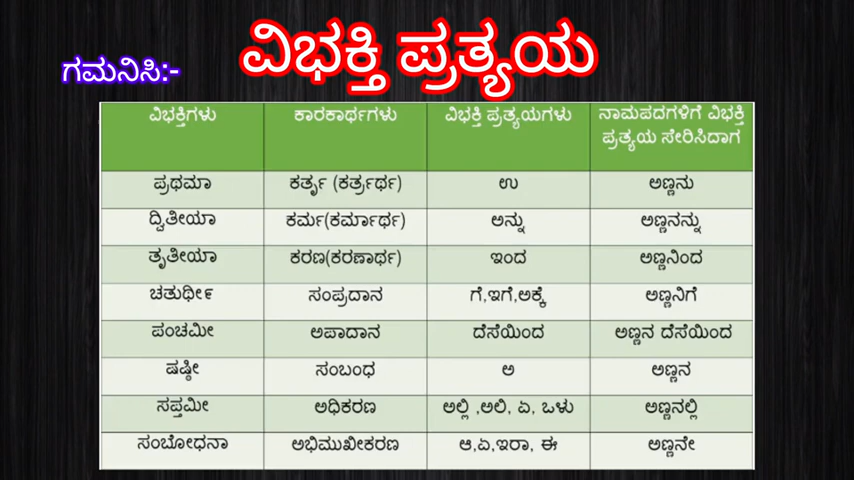 ವಿಭಕ್ತಿ ಪ್ರತ್ಯಯ
ಗಮನಿಸಿ:-
ವಿಭಕ್ತಿಗಳು ಕಾರಕಾರ್ಥಗಳು ವಿಭಕ್ತಿ ಪ್ರತ್ಯಯಗಳು ನಾಮಪದಗಳಿಗೆ ವಿಭಕ್ತಿ
ಪ್ರತ್ಯಯ ಸೇರಿಸಿದಾಗ
ಪ್ರಥಮಾ ಕರ್ತೃ (ಕರ್ತ್ರರ್ಥ) ಉ ಅಣ್ಣನು
ದ್ವಿತೀಯಾ ಕರ್ಮ(ಕರ್ಮಾರ್ಥ) ಅನ್ನು ಅಣ್ಣನನ್ನು
ತೃತೀಯಾ ಕರಣ(ಕರಣಾರ್ಥ) ಇಂದ ಅಣ್ಣನಿಂದ
ಚತುಥೀ೯ ಸಂಪ್ರದಾನ ಗೆ,ಇಗೆ,ಅಕ್ಕೆ ಅಣ್ಣನಿಗೆ
ಪಂಚಮೀ ಅಪಾದಾನ ದೆಸೆಯಿಂದ ಅಣ್ಣನ ದೆಸೆಯಿಂದ
ಷಷ್ಠೀ ಸಂಬಂಧ ಅ ಅಣ್ಣನ
ಸಪ್ತಮೀ ಅಧಿಕರಣ ಅಲ್ಲಿ ,ಅಲಿ, ಏ, ಒಳು ಅಣ್ಣನಲ್ಲಿ
ಸಂಬೋಧನಾ ಅಭಿಮುಖೀಕರಣ ಆ,ಏ,ಇರಾ, ಈ ಅಣ್ಣನೇ